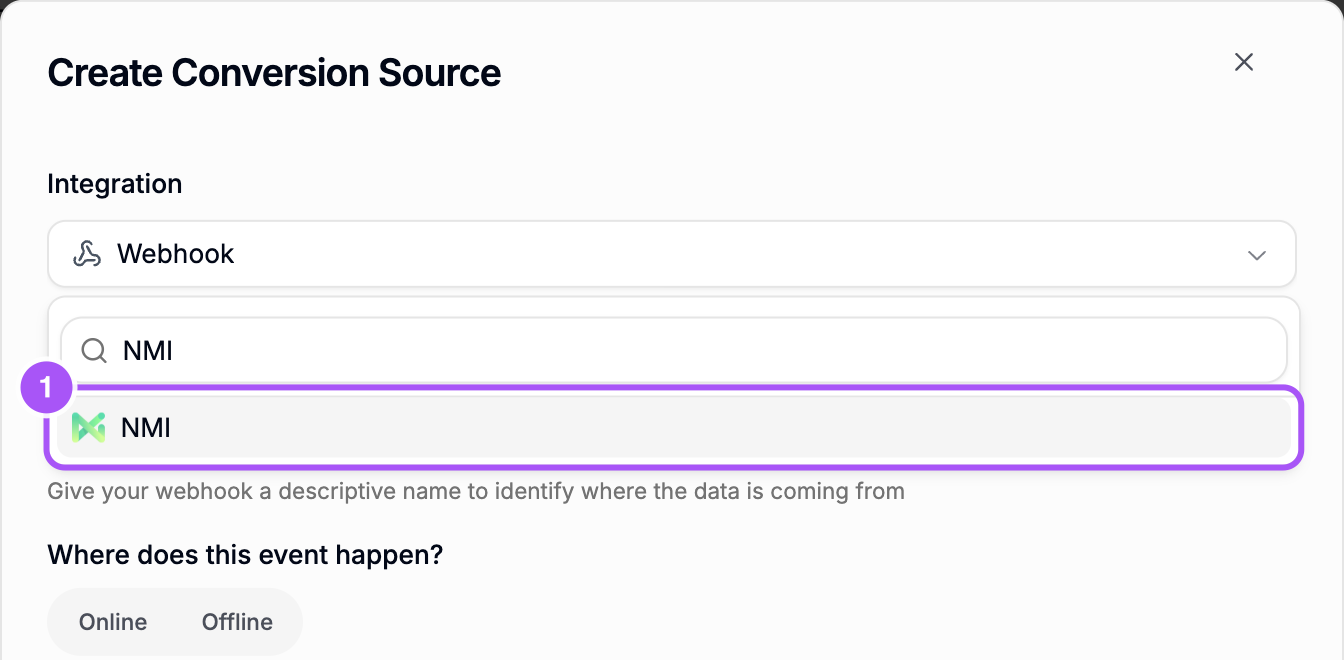 Create Conversion Source
Integration
Webhook
NMI
1
NMI
Give your webhook a descriptive name to identify where the data is coming from
Where does this event happen?
Online Offline